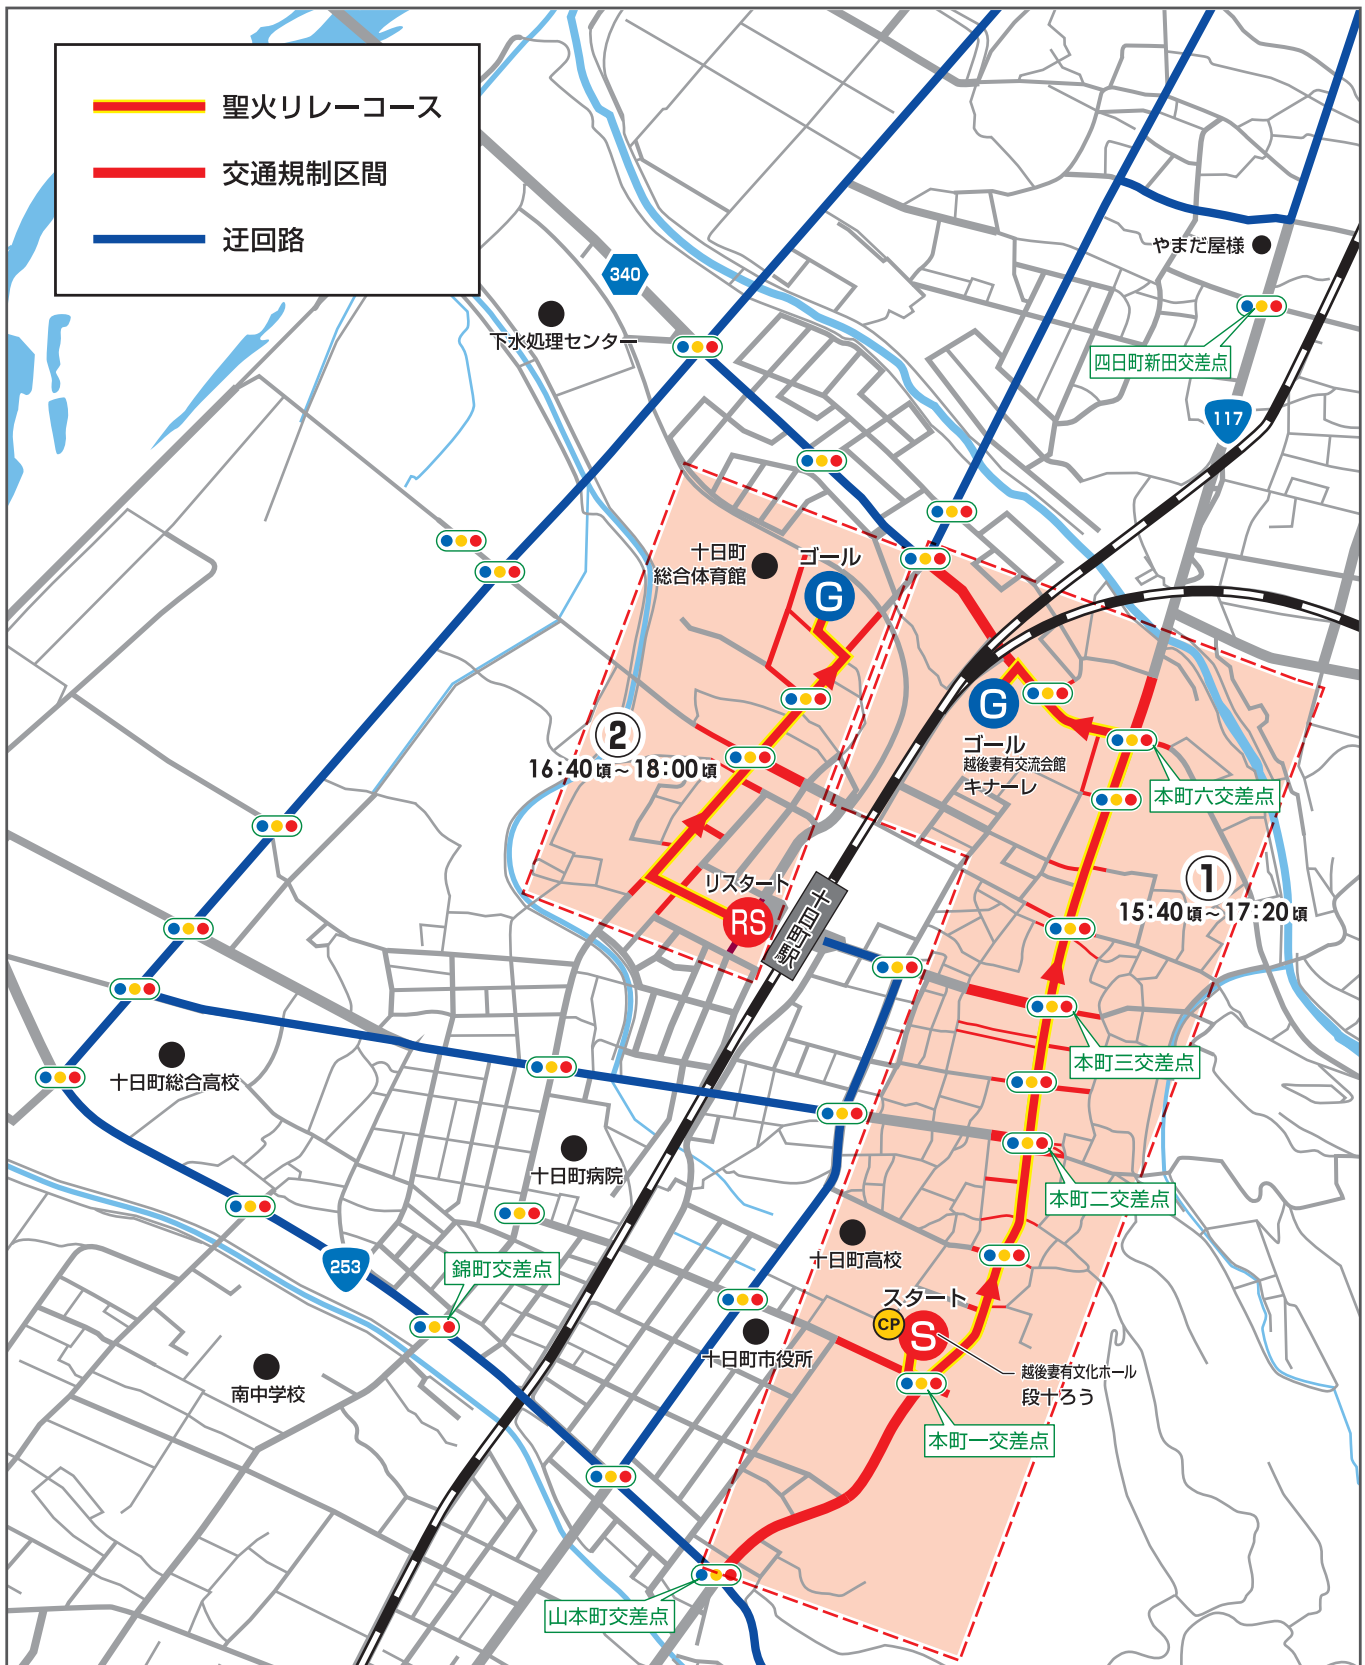 聖火リレーコース
交通規制区間
迂回路
やまだ屋様
340
下水処理センター
四日町新田交差点
117
十日町
総合体育館
ゴール
G
G
ゴール
越後妻有交流会館
キナーレ
本町六交差点
②
16:40頃～18:00頃
①
15:40頃～17:20頃
リスタート
RS
十日町駅
本町三交差点
十日町総合高校
十日町病院
本町二交差点
十日町高校
253
錦町交差点
スタート
CP
S
十日町市役所
越後妻有文化ホール
段十ろう
南中学校
本町一交差点
山本町交差点